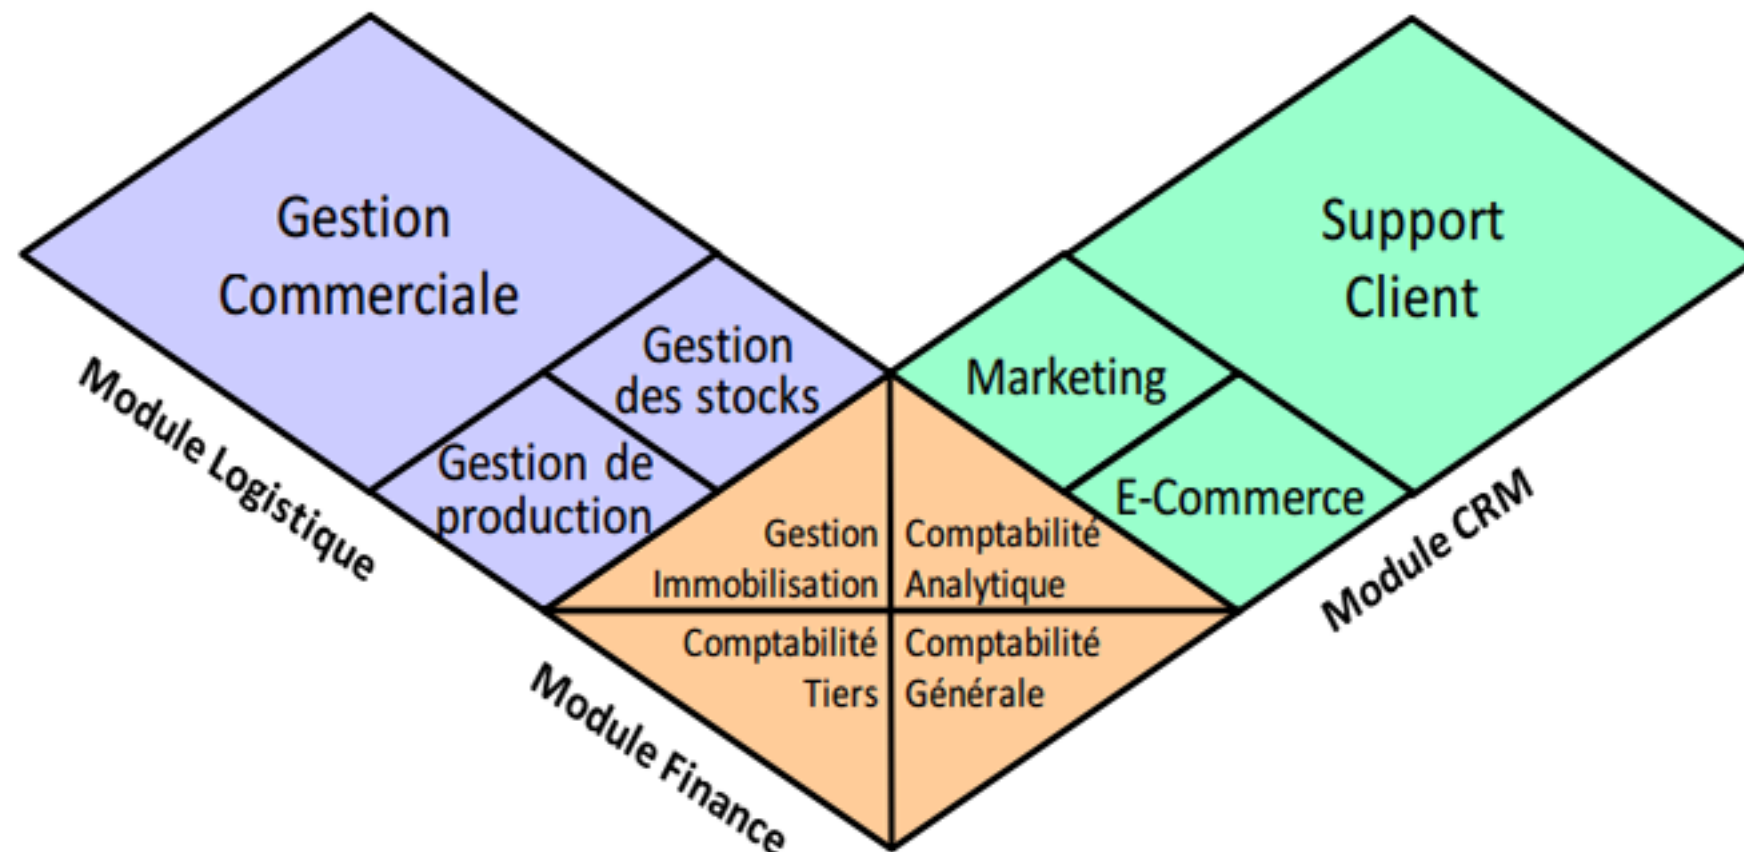 Gestion
Commerciale
Gestion
des stocks
Gestion de
production
Module Logistique
Support
Client
Marketing
E-Commerce
Module CRM
Gestion
Immobilisation
Comptabilité
Analytique
Comptabilité
Tiers
Comptabilité
Générale
Module Finance